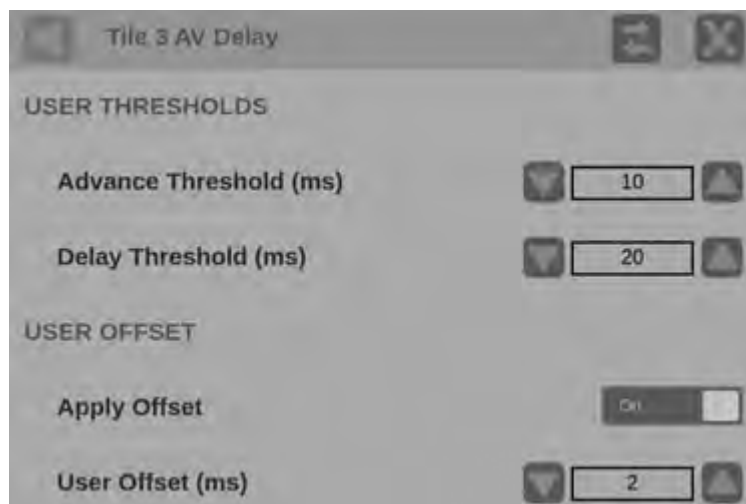 Tile 3 AV Delay
USER THRESHOLDS
Advance Threshold (ms) 10
Delay Threshold (ms) 20
USER OFFSET
Apply Offset On
User Offset (ms) 2